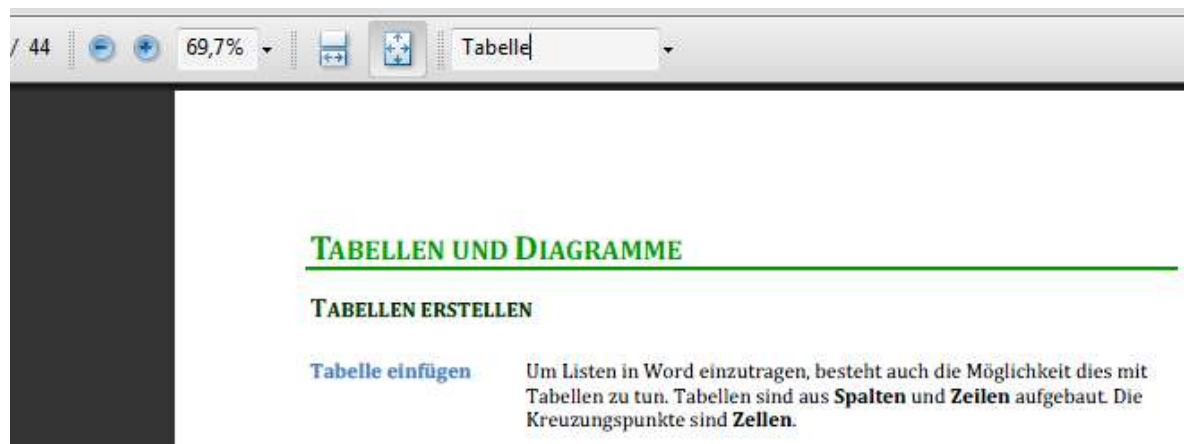 / 44 69,7% Tabelle
TABELLEN UND DIAGRAMME
TABELLEN ERSTELLEN
Tabelle einfügen Um Listen in Word einzutragen, besteht auch die Möglichkeit dies mit
Tabellen zu tun. Tabellen sind aus Spalten und Zeilen aufgebaut. Die
Kreuzungspunkte sind Zellen.